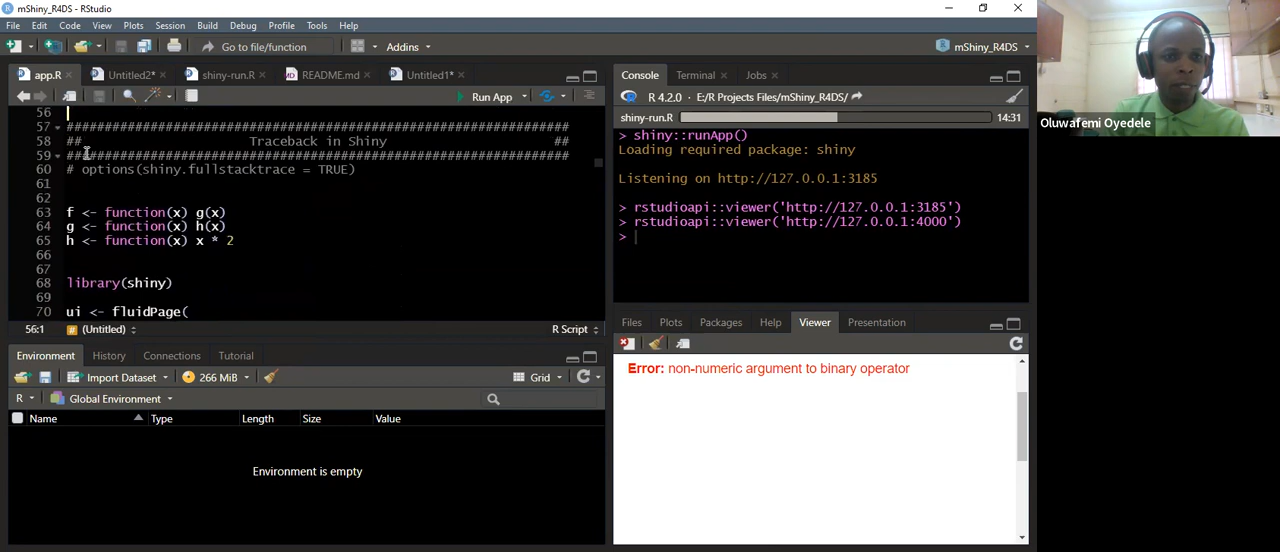 mShiny_R4DS - RStudio
File Edit Code View Plots Session Build Debug Profile Tools Help
Go to file/function Addins mShiny_R4DS
app.R Untitled2* shiny-run.R README.md Untitled1*
Run App
56
57 ##################################################################
58 ## Traceback in Shiny ##
59 ##################################################################
60 # options(shiny.fullstacktrace = TRUE)
61
62
63 f <- function(x) g(x)
64 g <- function(x) h(x)
65 h <- function(x) x * 2
66
67
68 library(shiny)
69
70 ui <- fluidPage(
56:1 # (Untitled) R Script
Environment History Connections Tutorial
Import Dataset 266 MiB Grid
R Global Environment
Name Type Length Size Value
Environment is empty
Console Terminal Jobs
R 4.2.0 · E:/R Projects Files/mShiny_R4DS/
shiny-run.R 14:31
> shiny::runApp()
Loading required package: shiny
Listening on http://127.0.0.1:3185
> rstudioapi::viewer('http://127.0.0.1:3185')
> rstudioapi::viewer('http://127.0.0.1:4000')
>
Files Plots Packages Help Viewer Presentation
Error: non-numeric argument to binary operator
Oluwafemi Oyedele